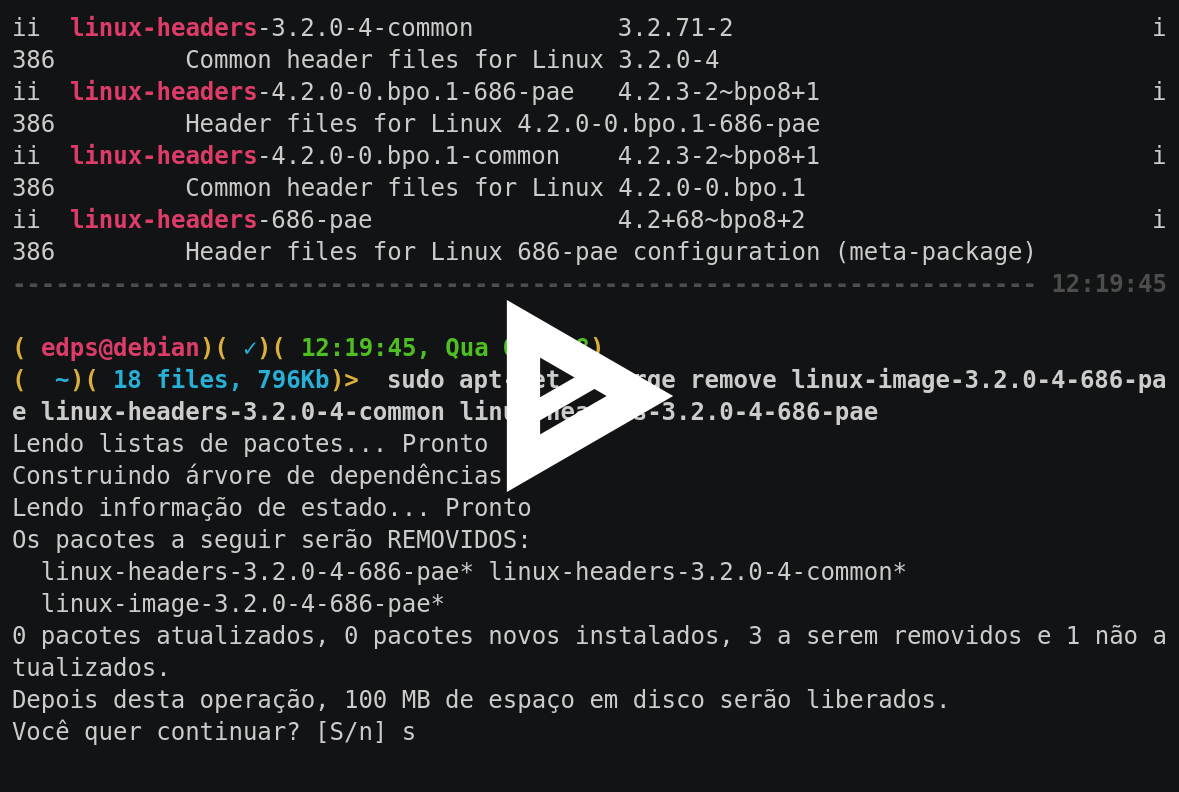 ii  linux-headers-3.2.0-4-common          3.2.71-2                             i
386         Common header files for Linux 3.2.0-4
ii  linux-headers-4.2.0-0.bpo.1-686-pae   4.2.3-2~bpo8+1                       i
386         Header files for Linux 4.2.0-0.bpo.1-686-pae
ii  linux-headers-4.2.0-0.bpo.1-common    4.2.3-2~bpo8+1                       i
386         Common header files for Linux 4.2.0-0.bpo.1
ii  linux-headers-686-pae                 4.2+68~bpo8+2                        i
386         Header files for Linux 686-pae configuration (meta-package)
----------------------------------------------------------------------- 12:19:45
( edps@debian)( ✓)( 12:19:45, Qua )
(  ~)( 18 files, 796Kb)>  sudo remove linux-image-3.2.0-4-686-pa
e linux-headers-3.2.0-4-common linux-headers-3.2.0-4-686-pae
Lendo listas de pacotes... Pronto
Construindo árvore de dependências
Lendo informação de estado... Pronto
Os pacotes a seguir serão REMOVIDOS:
  linux-headers-3.2.0-4-686-pae* linux-headers-3.2.0-4-common*
  linux-image-3.2.0-4-686-pae*
0 pacotes atualizados, 0 pacotes novos instalados, 3 a serem removidos e 1 não a
tualizados.
Depois desta operação, 100 MB de espaço em disco serão liberados.
Você quer continuar? [S/n] s